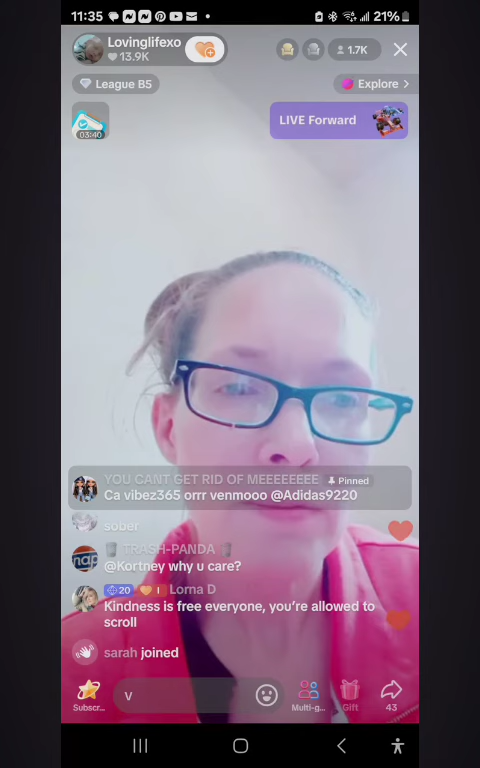 11:35
21%
Lovinglifexo
13.9K
1.7K
League B5
Explore
03:40
LIVE Forward
YOU CANT GET RID OF MEEEEEEEE Pinned
Ca vibez365 orrr venmooo @Adidas9220
sober
TRASH-PANDA
nap
@Kortney why u care?
20 I Lorna D
Kindness is free everyone, you're allowed to
scroll
sarah joined
V
Subscr...
Multi-g...
Gift
43